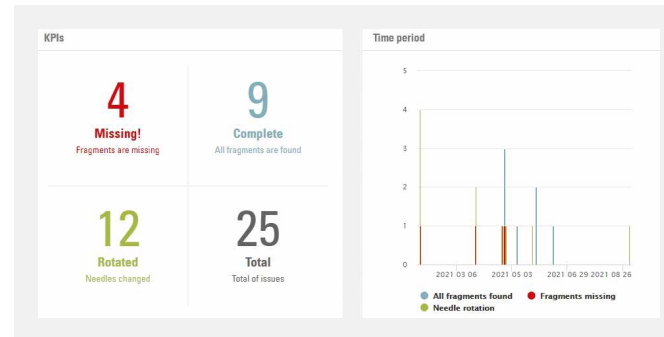 KPIs
4
Missing!
Fragments are missing
9
Complete
All fragments are found
12
Rotated
Needles changed
25
Total
Total of issues
Time period
5
4
3
2
1
0
2021 03 06 2021 05 03 2021 06 29 2021 08 26
All fragments found Fragments missing
Needle rotation